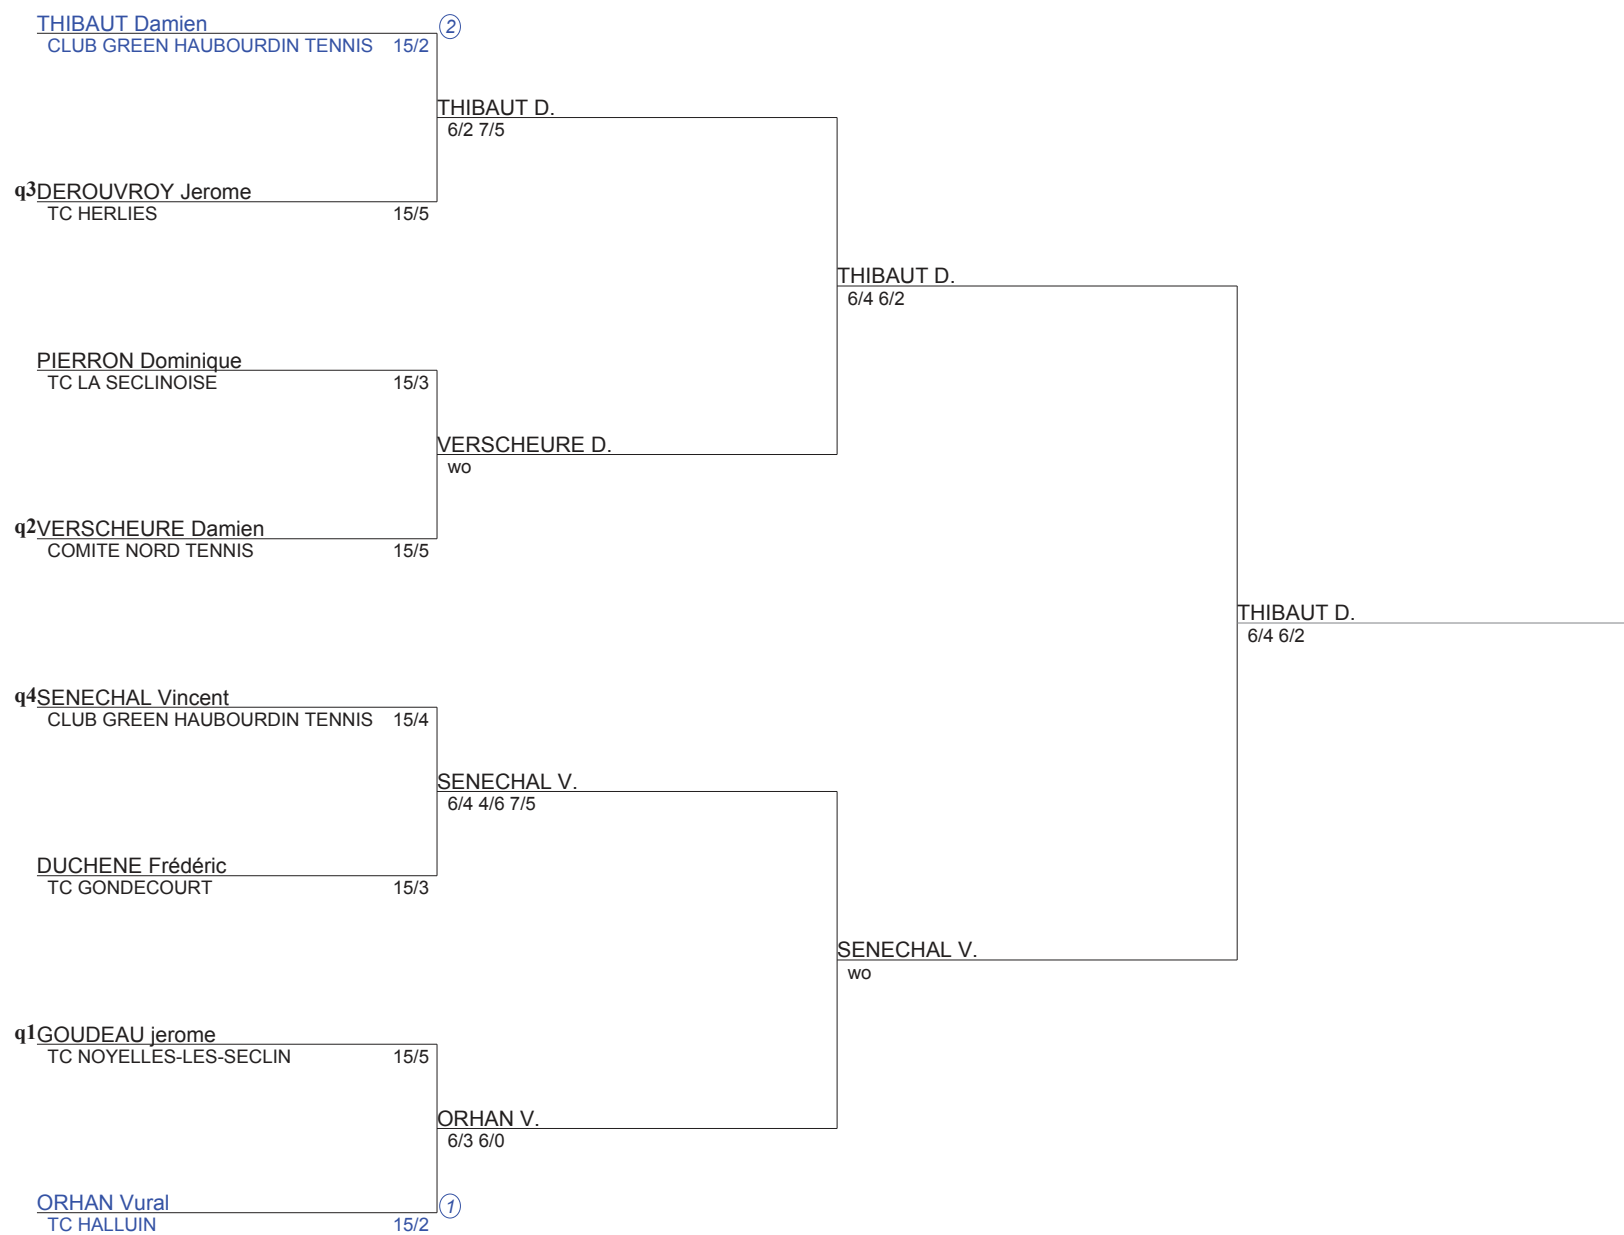 THIBAUT Damien 2
CLUB GREEN HAUBOURDIN TENNIS 15/2
THIBAUT D.
6/2 7/5
q3 DEROUVROY Jerome
TC HERLIES 15/5
THIBAUT D.
6/4 6/2
PIERRON Dominique
TC LA SECLINOISE 15/3
VERSCHEURE D.
wo
q2 VERSCHEURE Damien
COMITE NORD TENNIS 15/5
THIBAUT D.
6/4 6/2
q4 SENECHAL Vincent
CLUB GREEN HAUBOURDIN TENNIS 15/4
SENECHAL V.
6/4 4/6 7/5
DUCHENE Frédéric
TC GONDECOURT 15/3
SENECHAL V.
wo
q1 GOUDEAU jerome
TC NOYELLES-LES-SECLIN 15/5
ORHAN V.
6/3 6/0
ORHAN Vural 1
TC HALLUIN 15/2